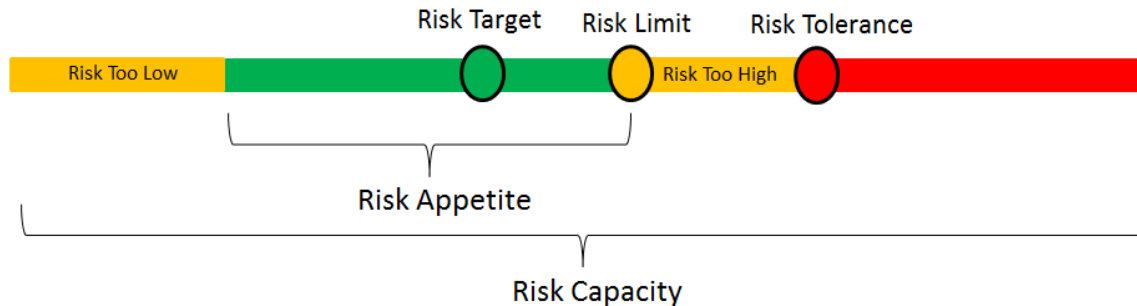 Risk Target
Risk Limit
Risk Tolerance
Risk Too Low
Risk Too High
Risk Appetite
Risk Capacity